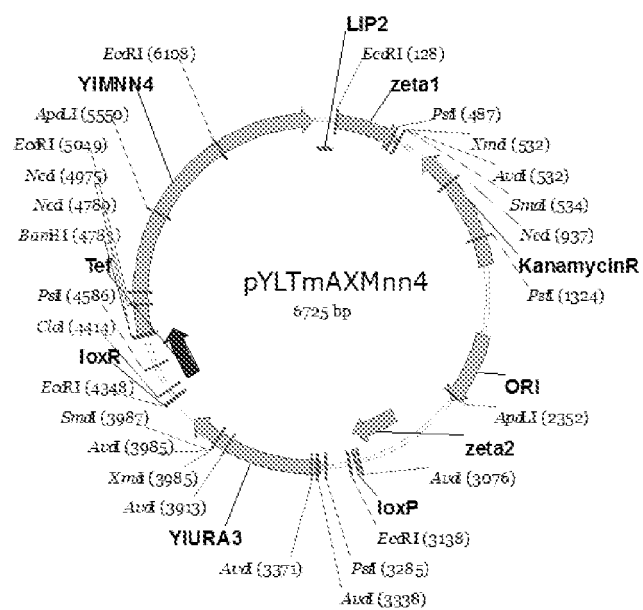 LIP2
EcoRI (128)
zeta1
PstI (487)
XmaI (532)
AvaI (532)
SmaI (534)
NcoI (937)
KanamycinR
PstI (1324)
ORI
ApaLI (2352)
zeta2
AvaI (3076)
loxP
EcoRI (3138)
PstI (3285)
AvaI (3338)
AvaI (3371)
YlURA3
AvaI (3913)
XmaI (3985)
AvaI (3985)
SmaI (3987)
EcoRI (4348)
loxR
ClaI (4414)
PstI (4586)
Tef
BamHI (4783)
NcoI (4789)
NcoI (4975)
EcoRI (5049)
ApaLI (5550)
YlMNN4
EcoRI (6108)
pYLTmAXMnn4
6725 bp